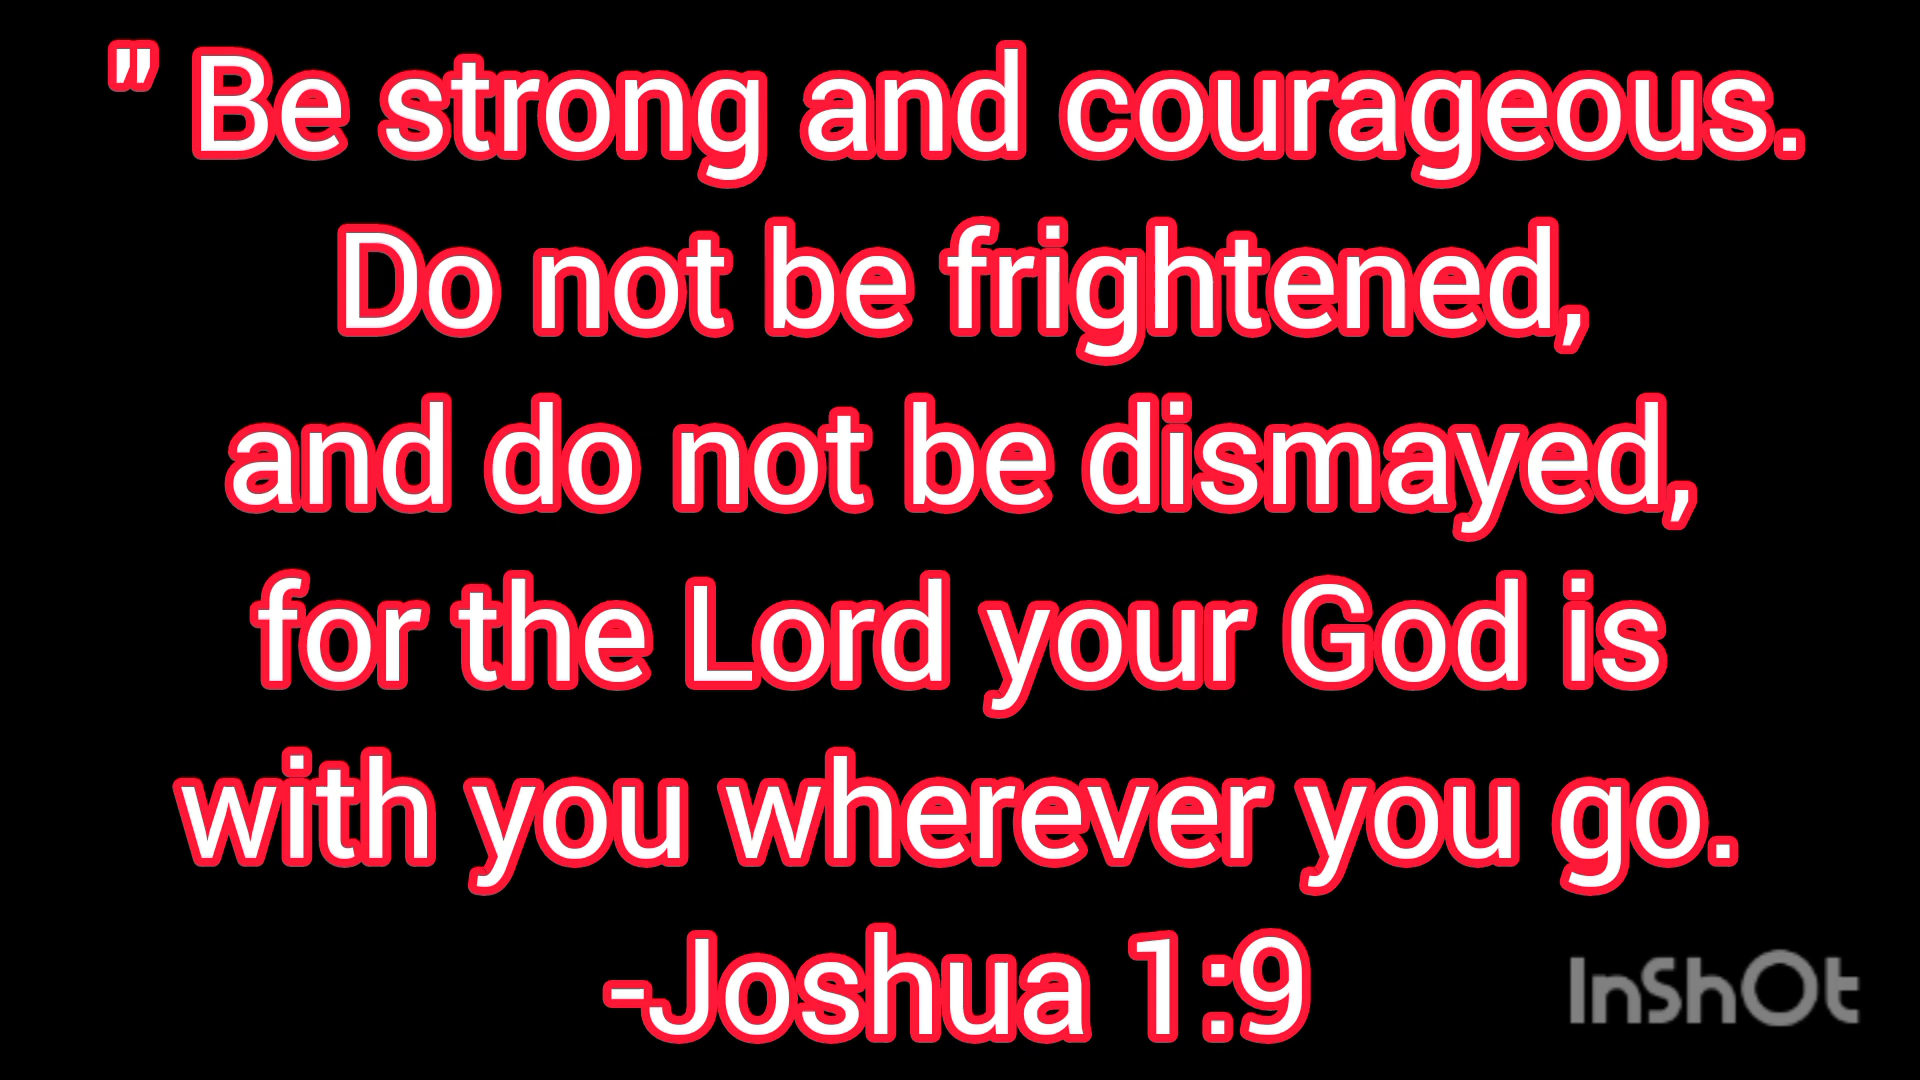 " Be strong and courageous.
Do not be frightened,
and do not be dismayed,
for the Lord your God is
with you wherever you go.
-Joshua 1:9
InShOt